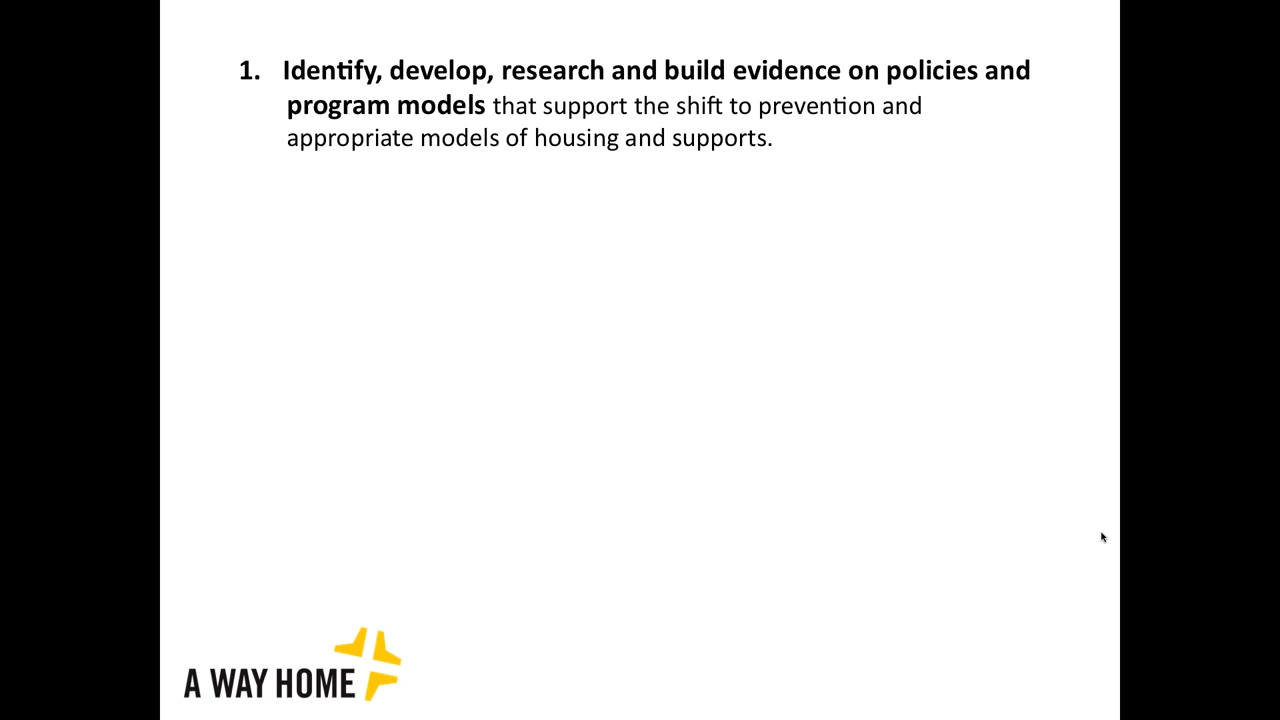 1. Identify, develop, research and build evidence on policies and
program models that support the shift to prevention and
appropriate models of housing and supports.
A WAY HOME